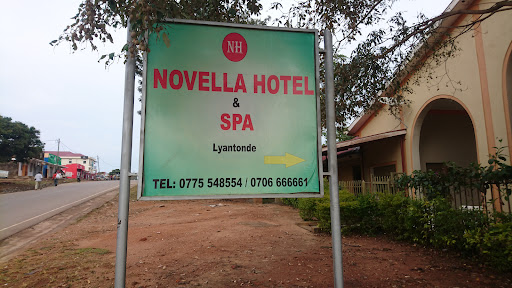 NH
NOVELLA HOTEL
&
SPA
Lyantonde
TEL: 0775 548554 / 0706 666661